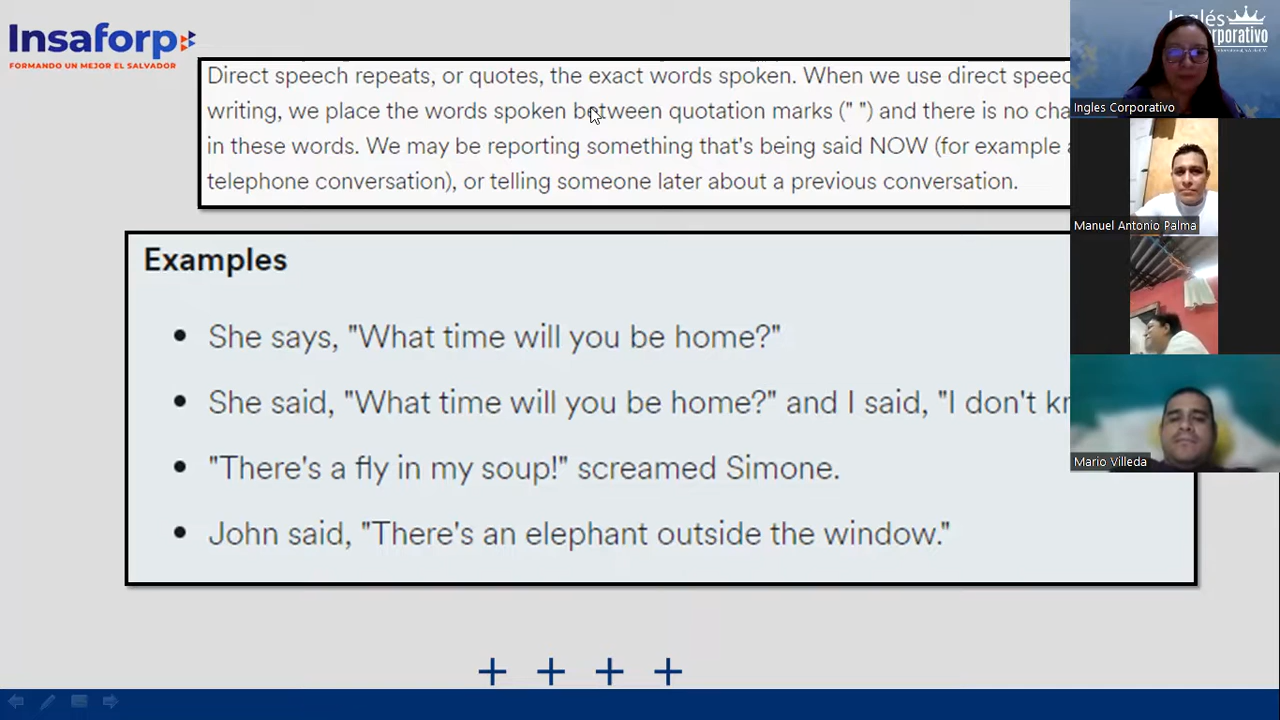 Insaforp
FORMANDO UN MEJOR EL SALVADOR
Direct speech repeats, or quotes, the exact words spoken. When we use direct speec
writing, we place the words spoken between quotation marks (" ") and there is no cha
in these words. We may be reporting something that's being said NOW (for example a
telephone conversation), or telling someone later about a previous conversation.
Examples
• She says, "What time will you be home?"
• She said, "What time will you be home?" and I said, "I don't kn
• "There's a fly in my soup!" screamed Simone.
• John said, "There's an elephant outside the window."
+ + + +
Inglés
orporativo
Ingles Corporativo
Manuel Antonio Palma
Mario Villeda